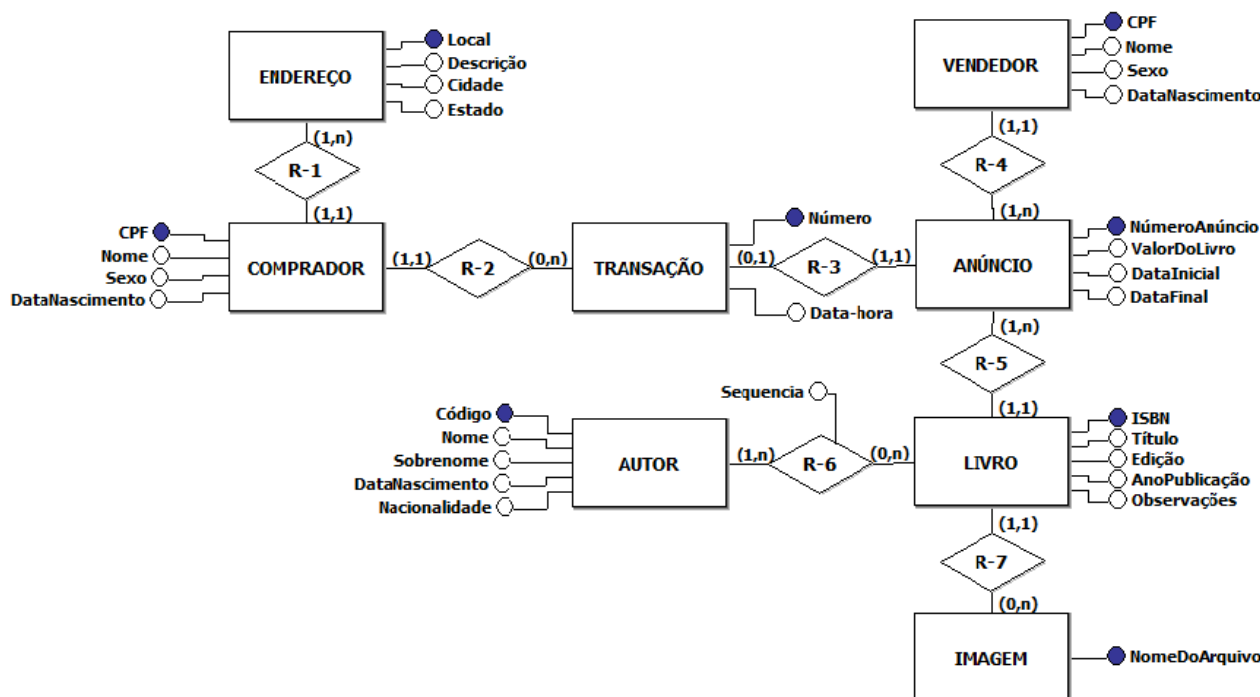 ENDEREÇO
Local
Descrição
Cidade
Estado
(1,n)
R-1
(1,1)
VENDEDOR
CPF
Nome
Sexo
DataNascimento
(1,1)
R-4
(1,n)
CPF
Nome
Sexo
DataNascimento
COMPRADOR
(1,1)
R-2
(0,n)
TRANSAÇÃO
Número
Data-hora
(0,1)
R-3
(1,1)
ANÚNCIO
NúmeroAnúncio
ValorDoLivro
DataInicial
DataFinal
(1,n)
R-5
(1,1)
Código
Nome
Sobrenome
DataNascimento
Nacionalidade
AUTOR
(1,n)
Sequencia
R-6
(0,n)
LIVRO
ISBN
Título
Edição
AnoPublicação
Observações
(1,1)
R-7
(0,n)
IMAGEM
NomeDoArquivo